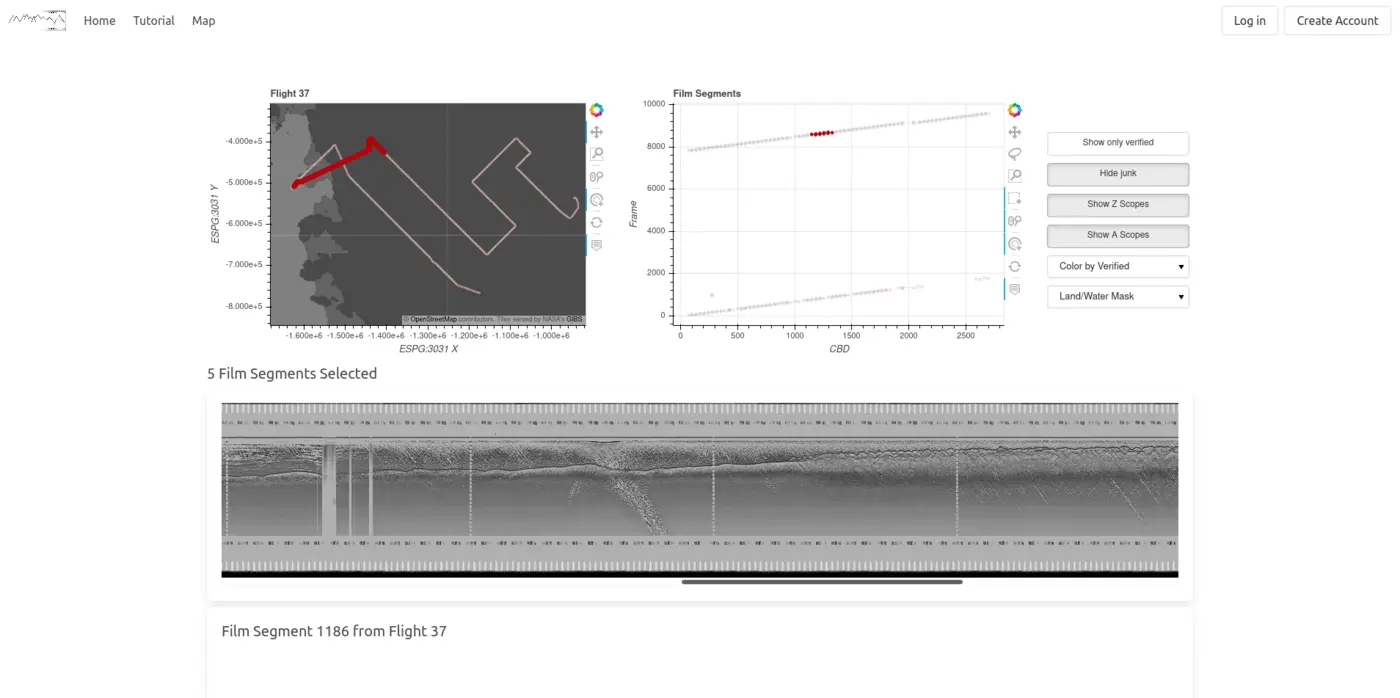 Home Tutorial Map Log in Create Account
Flight 37
-4.000e+5
-5.000e+5
-6.000e+5
-7.000e+5
-8.000e+5
ESPG:3031 Y
© OpenStreetMap contributors. Tiles served by NASA's GIBS
-1.600e+6 -1.500e+6 -1.400e+6 -1.300e+6 -1.200e+6 -1.100e+6 -1.000e+6
ESPG:3031 X
Film Segments
10000
8000
6000
4000
2000
0
Frame
0 500 1000 1500 2000 2500
CBD
Show only verified
Hide junk
Show Z Scopes
Show A Scopes
Color by Verified
Land/Water Mask
5 Film Segments Selected
Film Segment 1186 from Flight 37